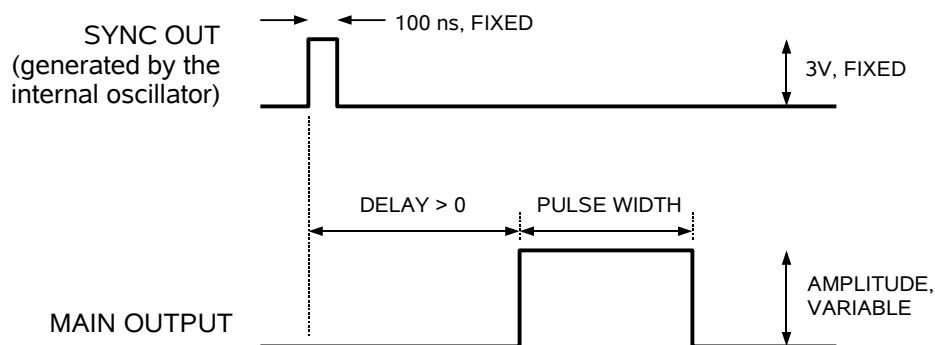 100 ns, FIXED
SYNC OUT
(generated by the
internal oscillator)
3V, FIXED
DELAY > 0
PULSE WIDTH
AMPLITUDE,
VARIABLE
MAIN OUTPUT